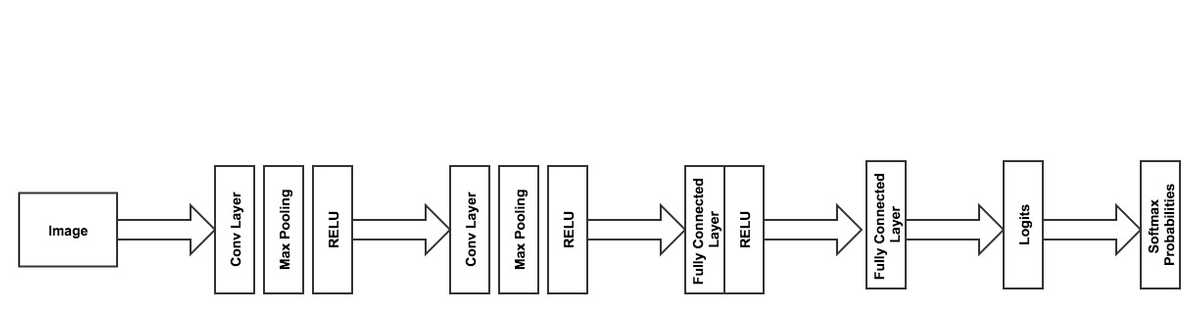 Image
Conv Layer
Max Pooling
RELU
Conv Layer
Max Pooling
RELU
Fully Connected
Layer
RELU
Fully Connected
Layer
Logits
Softmax
Probabilities